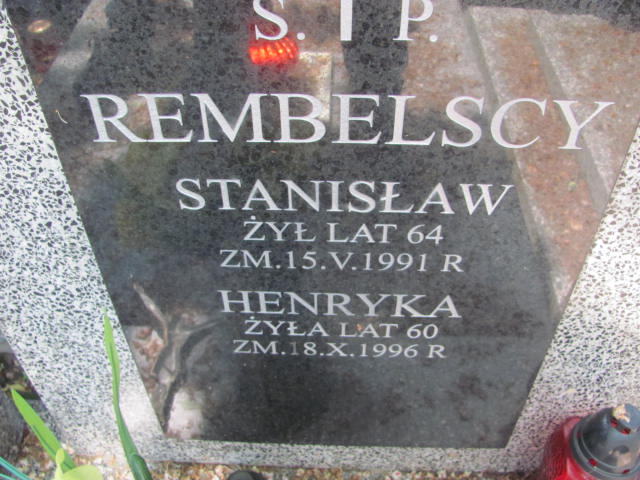 S. P.
REMBELSCY
STANISŁAW
ŻYŁ LAT 64
ZM.15.V.1991 R
HENRYKA
ŻYŁA LAT 60
ZM.18.X.1996 R